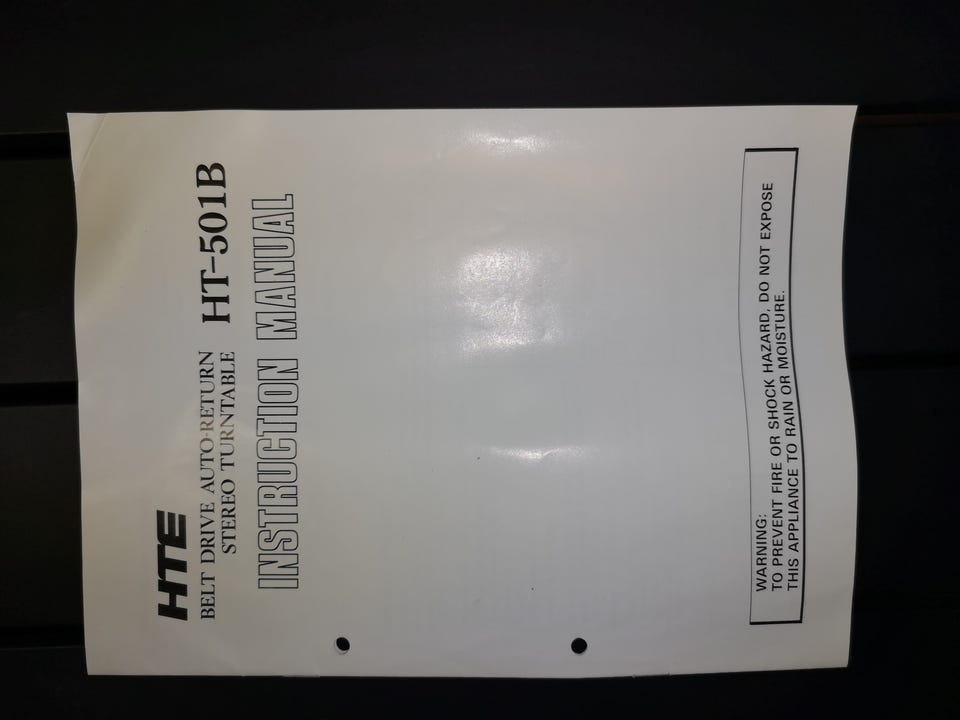 HTE
BELT DRIVE AUTO-RETURN
STEREO TURNTABLE HT-501B
INSTRUCTION MANUAL
WARNING:
TO PREVENT FIRE OR SHOCK HAZARD, DO NOT EXPOSE
THIS APPLIANCE TO RAIN OR MOISTURE.